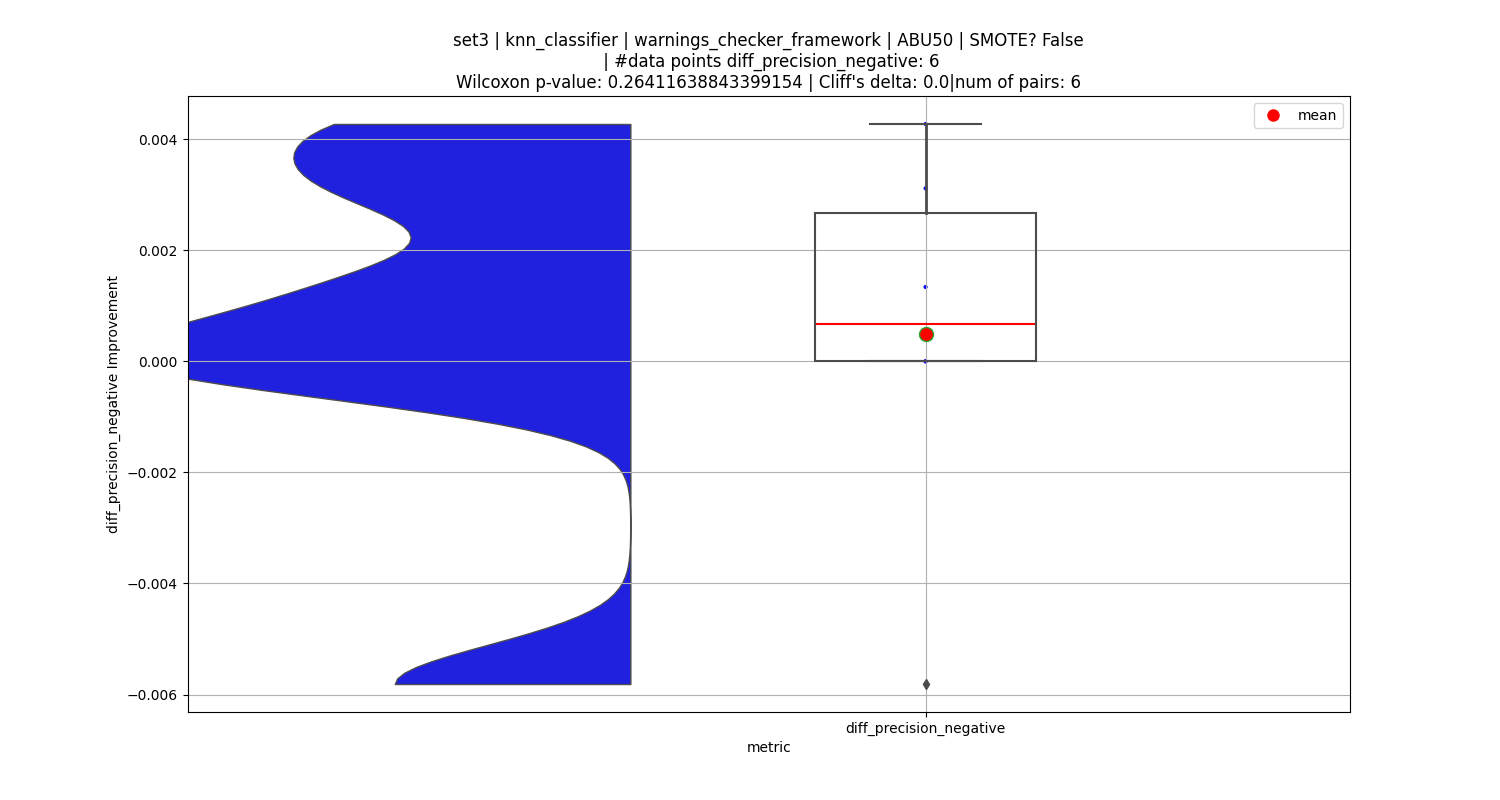 set3 | knn_classifier | warnings_checker_framework | ABU50 | SMOTE? False
| #data points diff_precision_negative: 6
Wilcoxon p-value: 0.26411638843399154 | Cliff's delta: 0.0|num of pairs: 6
mean
0.004
0.002
0.000
−0.002
−0.004
−0.006
diff_precision_negative Improvement
diff_precision_negative
metric